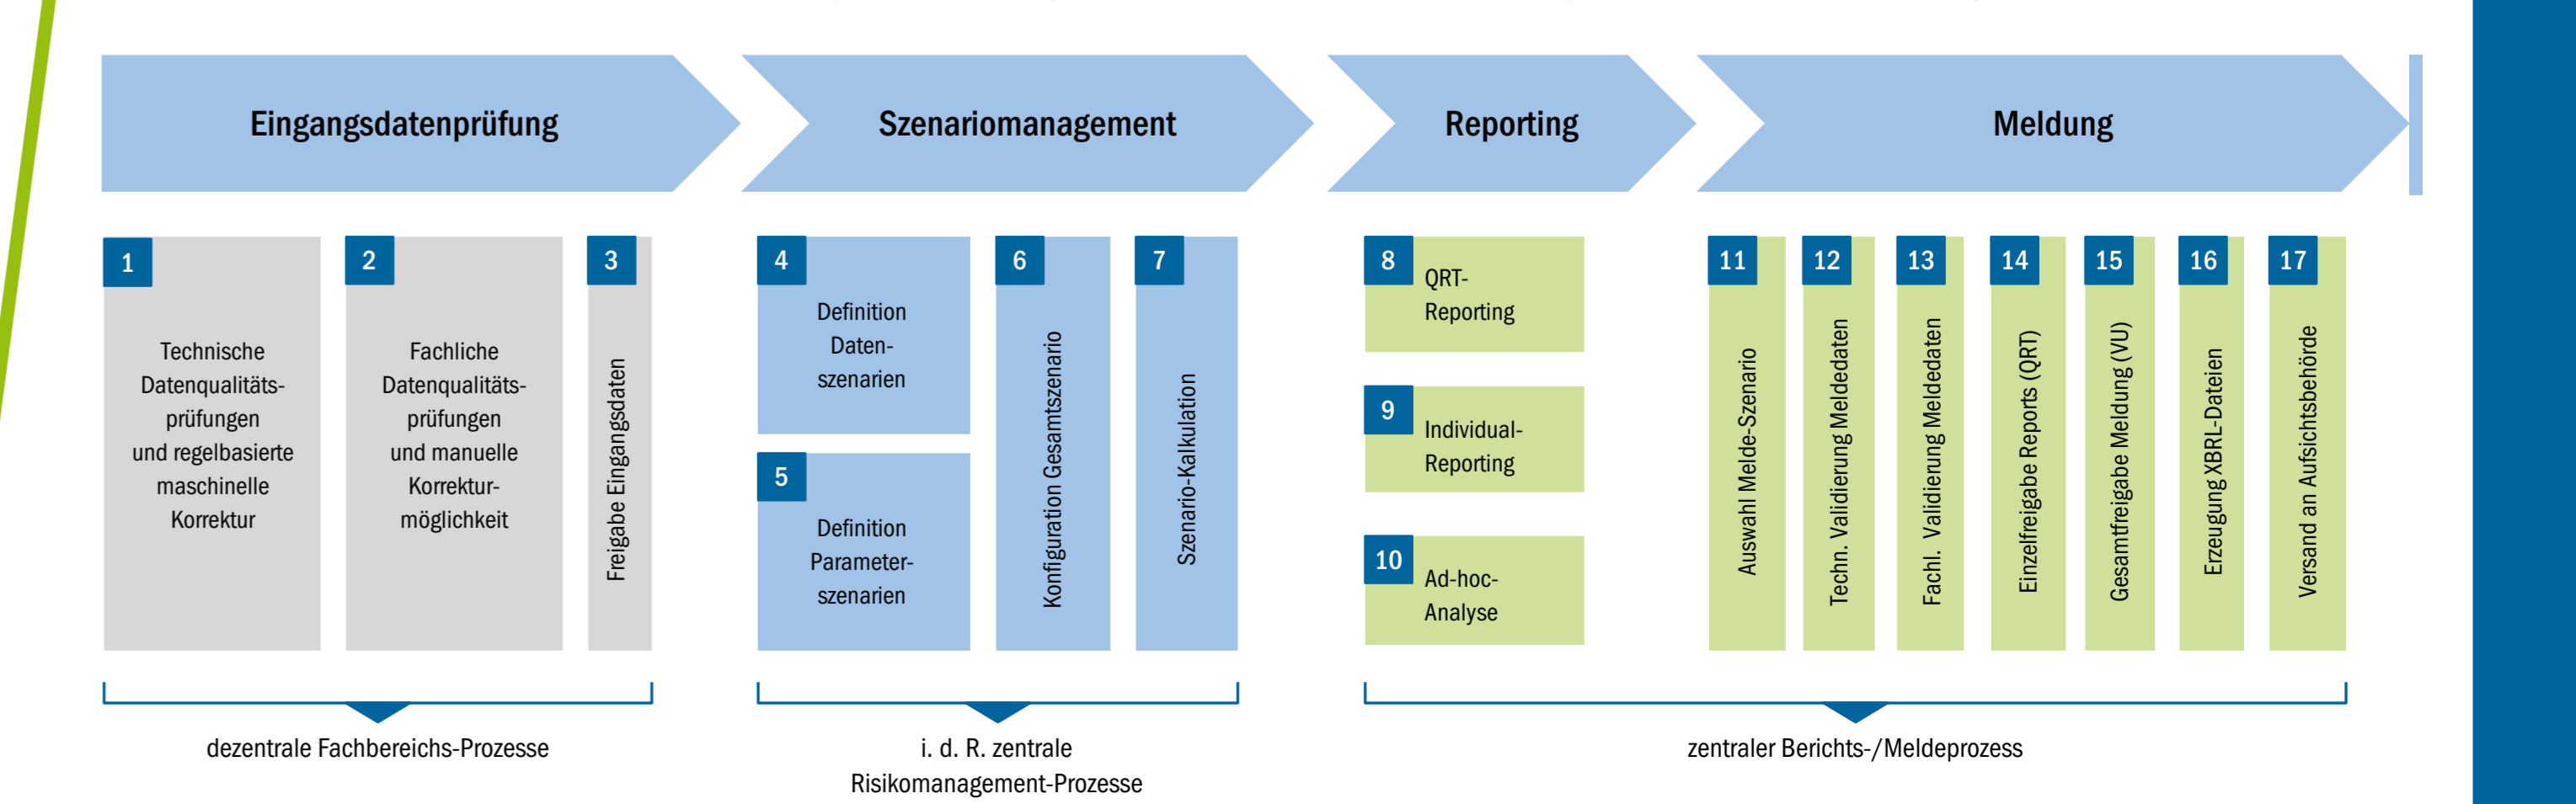 Eingangsdatenprüfung
Szenariomanagement
Reporting
Meldung
1
Technische
Datenqualitäts-
prüfungen
und regelbasierte
maschinelle
Korrektur
2
Fachliche
Datenqualitäts-
prüfungen
und manuelle
Korrektur-
möglichkeit
3
Freigabe Eingangsdaten
4
Definition
Daten-
szenarien
5
Definition
Parameter-
szenarien
6
Konfiguration Gesamtszenario
7
Szenario-Kalkulation
8
QRT-
Reporting
9
Individual-
Reporting
10
Ad-hoc-
Analyse
11
Auswahl Melde-Szenario
12
Techn. Validierung Meldedaten
13
Fachl. Validierung Meldedaten
14
Einzelfreigabe Reports (QRT)
15
Gesamtfreigabe Meldung (VU)
16
Erzeugung XBRL-Dateien
17
Versand an Aufsichtsbehörde
dezentrale Fachbereichs-Prozesse
i. d. R. zentrale
Risikomanagement-Prozesse
zentraler Berichts-/Meldeprozess